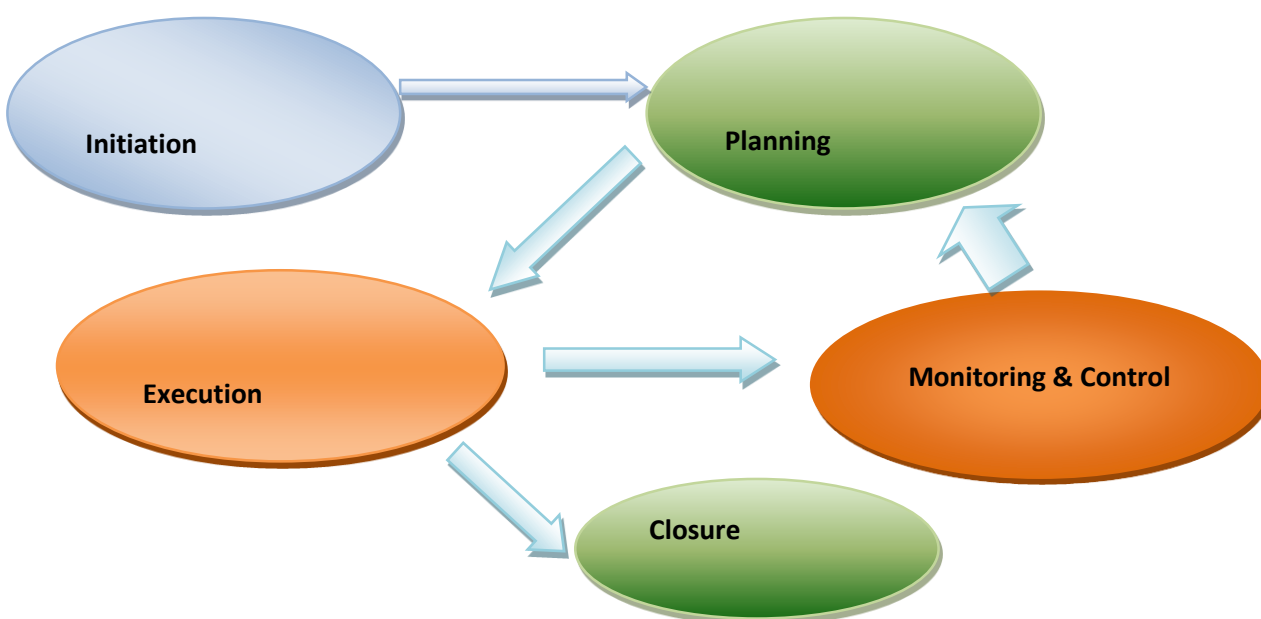 Initiation
Planning
Execution
Monitoring & Control
Closure